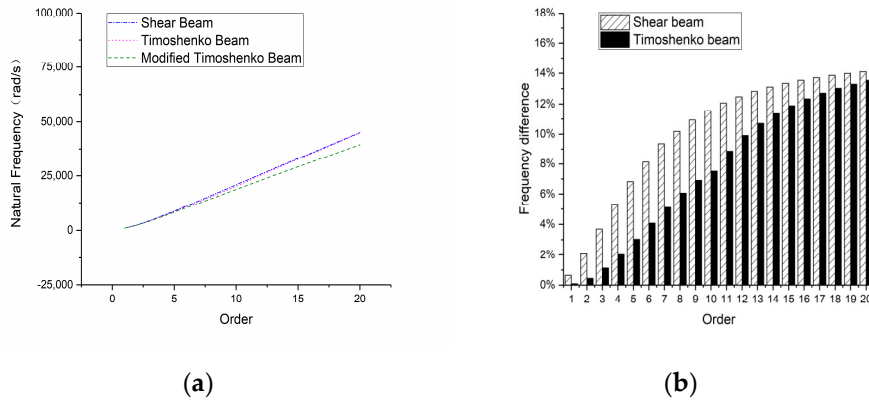 Shear Beam
Timoshenko Beam
Modified Timoshenko Beam
100,000
75,000
50,000
25,000
0
-25,000
Natural Frequency（rad/s）
0 5 10 15 20
Order
(a)
Shear beam
Timoshenko beam
18%
16%
14%
12%
10%
8%
6%
4%
2%
0%
Frequency difference
1 2 3 4 5 6 7 8 9 10 11 12 13 14 15 16 17 18 19 20
Order
(b)